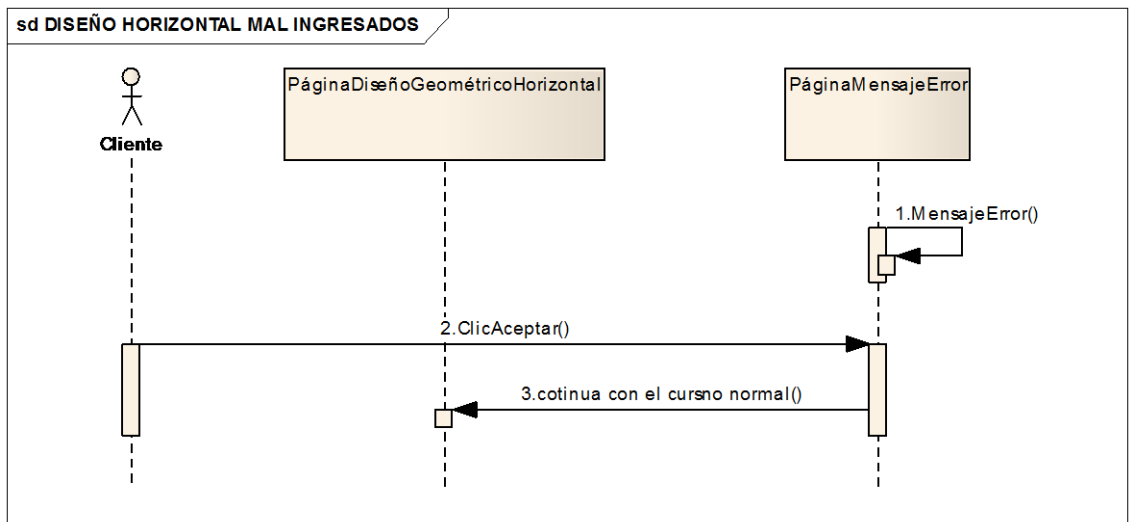 sd DISEÑO HORIZONTAL MAL INGRESADOS
Cliente
PáginaDiseñoGeométricoHorizontal
PáginaMensajeError
1.MensajeError()
2.ClicAceptar()
3.cotinua con el cursno normal()